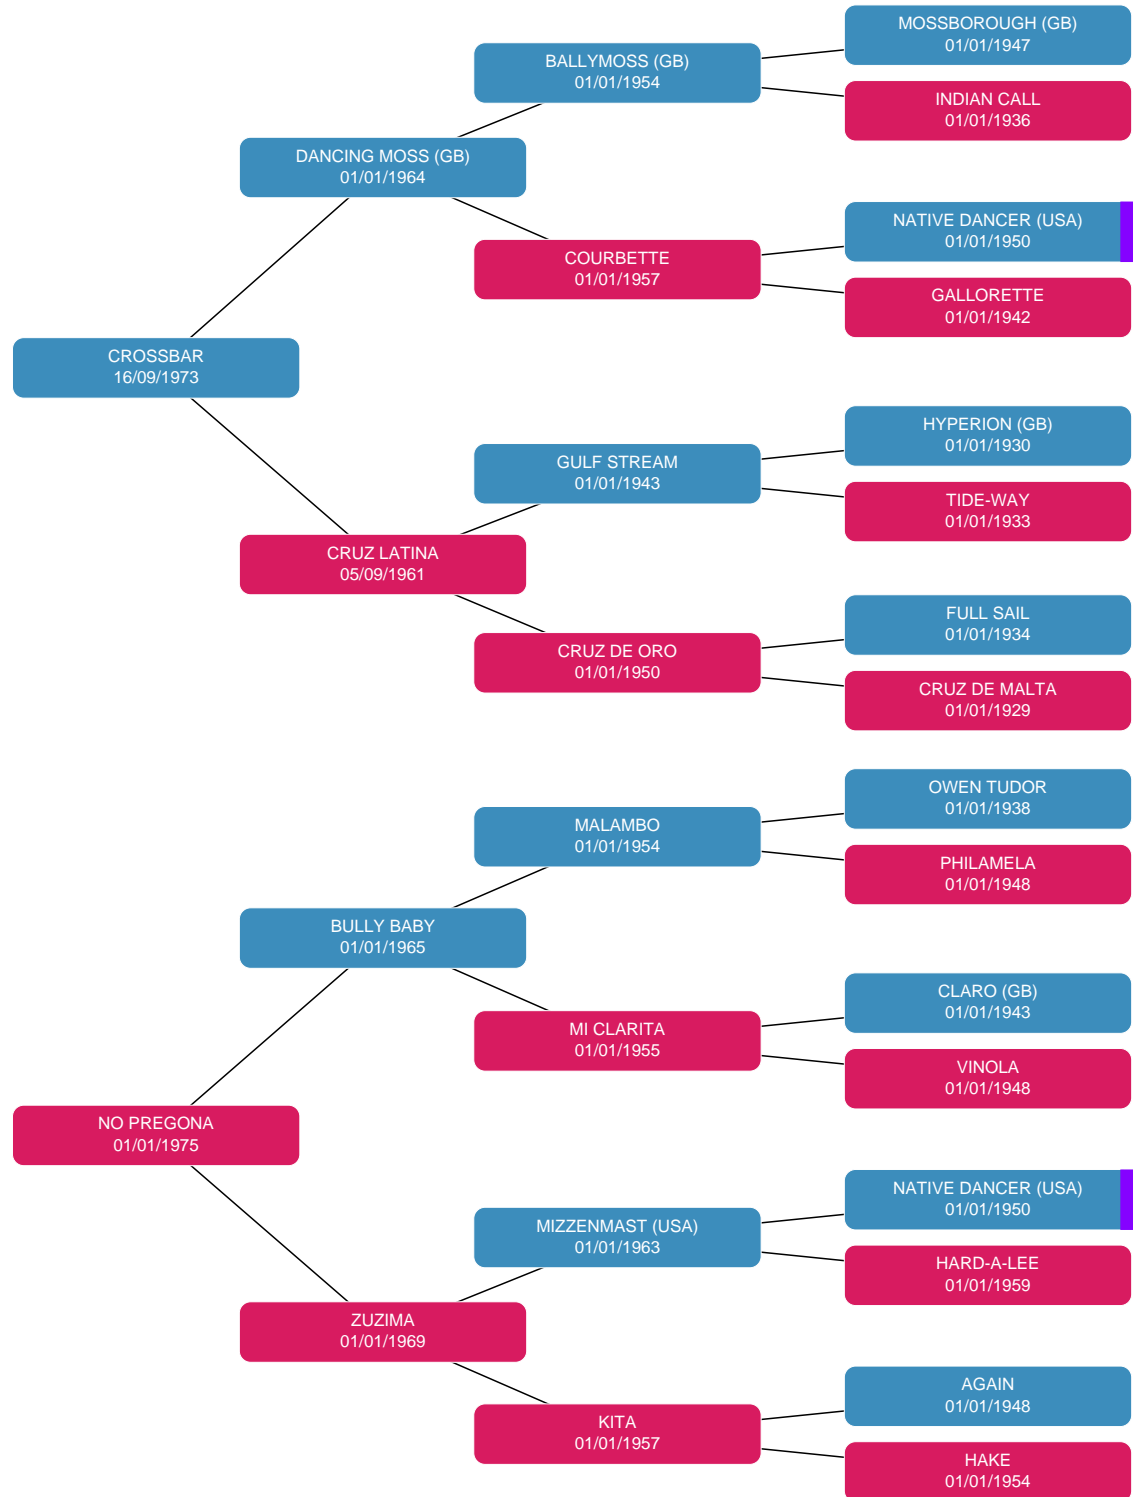 MOSSBOROUGH (GB)
01/01/1947
BALLYMOSS (GB)
01/01/1954
INDIAN CALL
01/01/1936
DANCING MOSS (GB)
01/01/1964
NATIVE DANCER (USA)
01/01/1950
COURBETTE
01/01/1957
GALLORETTE
01/01/1942
CROSSBAR
16/09/1973
HYPERION (GB)
01/01/1930
GULF STREAM
01/01/1943
TIDE-WAY
01/01/1933
CRUZ LATINA
05/09/1961
FULL SAIL
01/01/1934
CRUZ DE ORO
01/01/1950
CRUZ DE MALTA
01/01/1929
OWEN TUDOR
01/01/1938
MALAMBO
01/01/1954
PHILAMELA
01/01/1948
BULLY BABY
01/01/1965
CLARO (GB)
01/01/1943
MI CLARITA
01/01/1955
VINOLA
01/01/1948
NO PREGONA
01/01/1975
NATIVE DANCER (USA)
01/01/1950
MIZZENMAST (USA)
01/01/1963
HARD-A-LEE
01/01/1959
ZUZIMA
01/01/1969
AGAIN
01/01/1948
KITA
01/01/1957
HAKE
01/01/1954